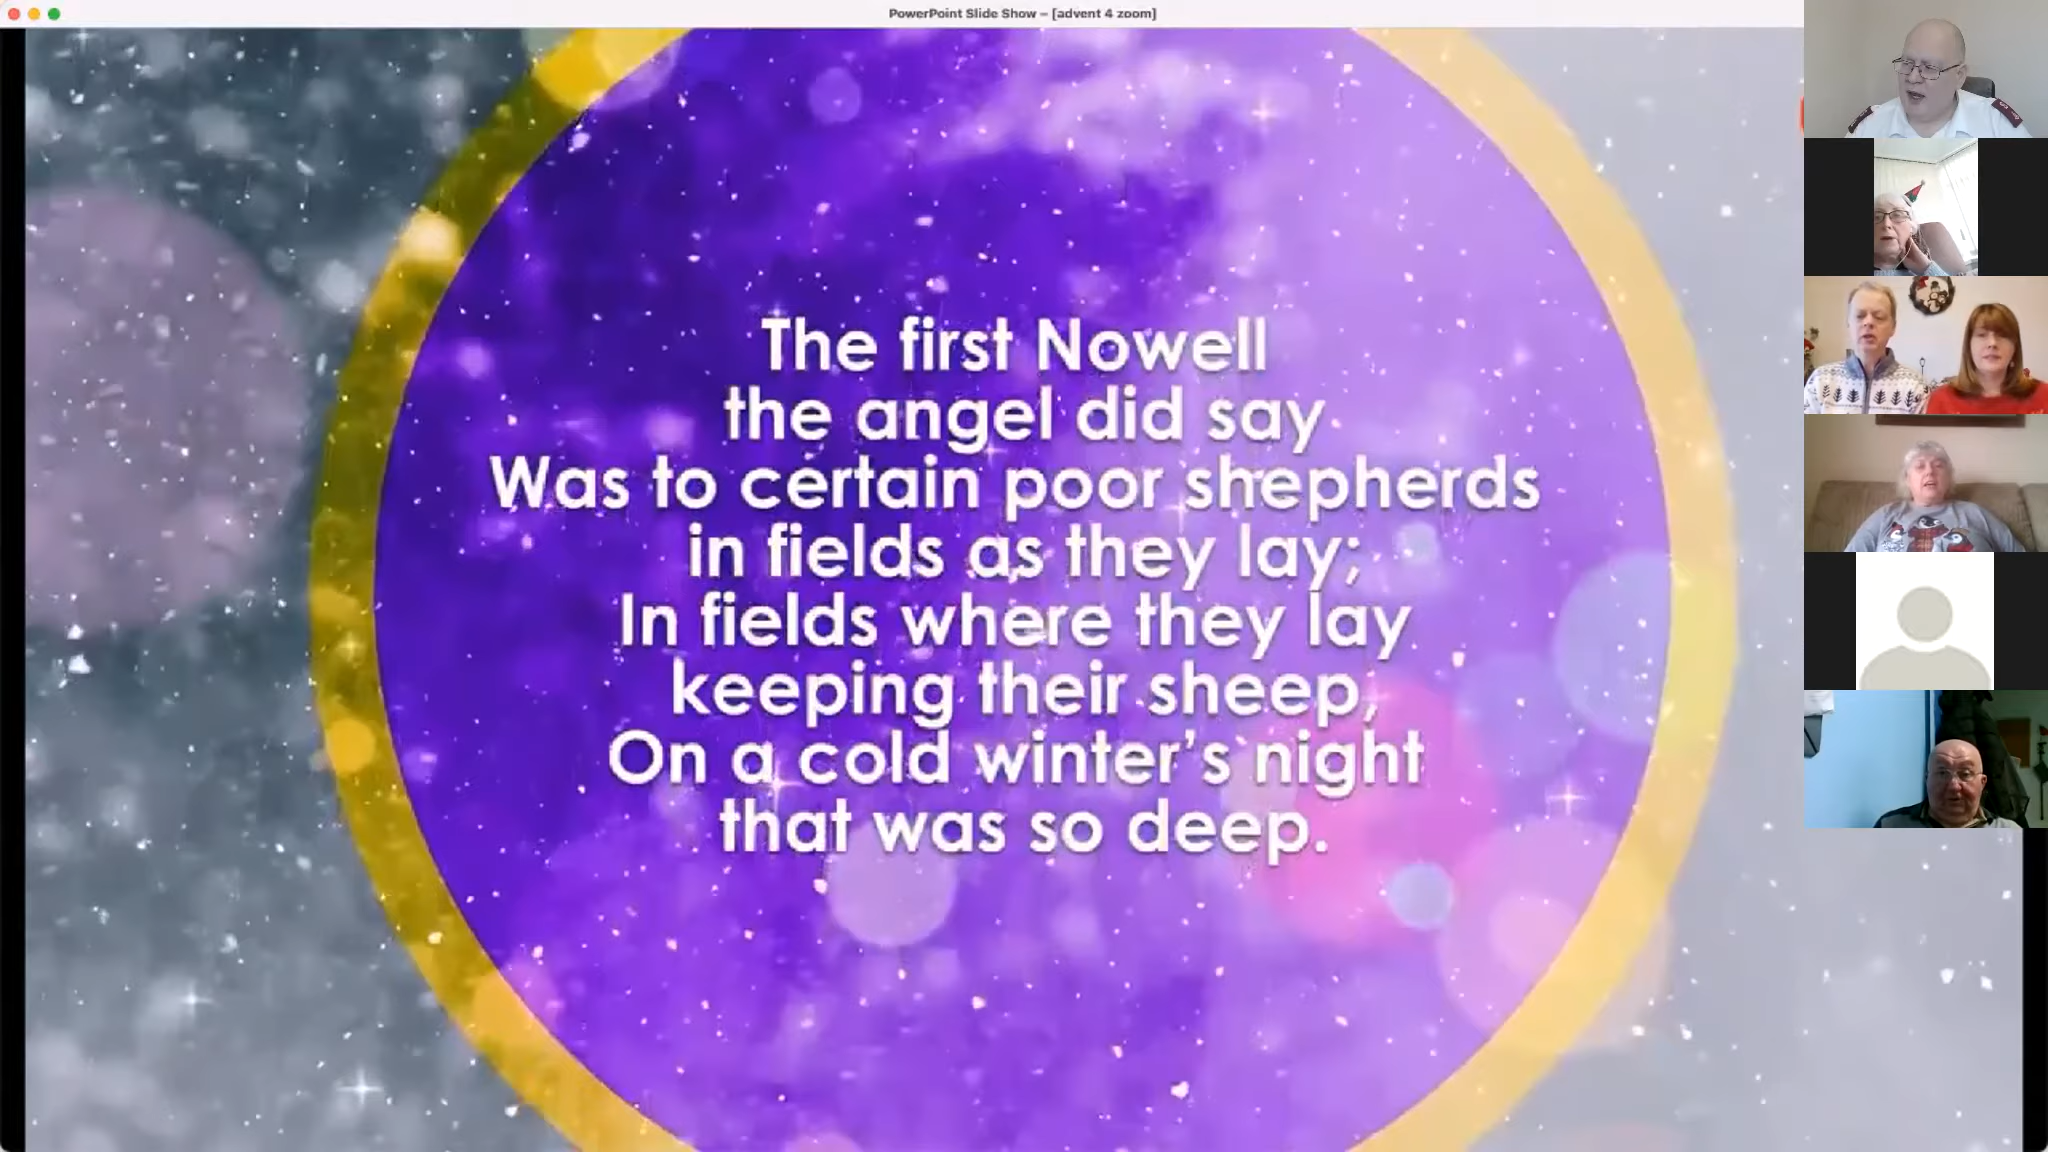 PowerPoint Slide Show – [advent 4 zoom]
The first Nowell
the angel did say
Was to certain poor shepherds
in fields as they lay;
In fields where they lay
keeping their sheep,
On a cold winter’s night
that was so deep.